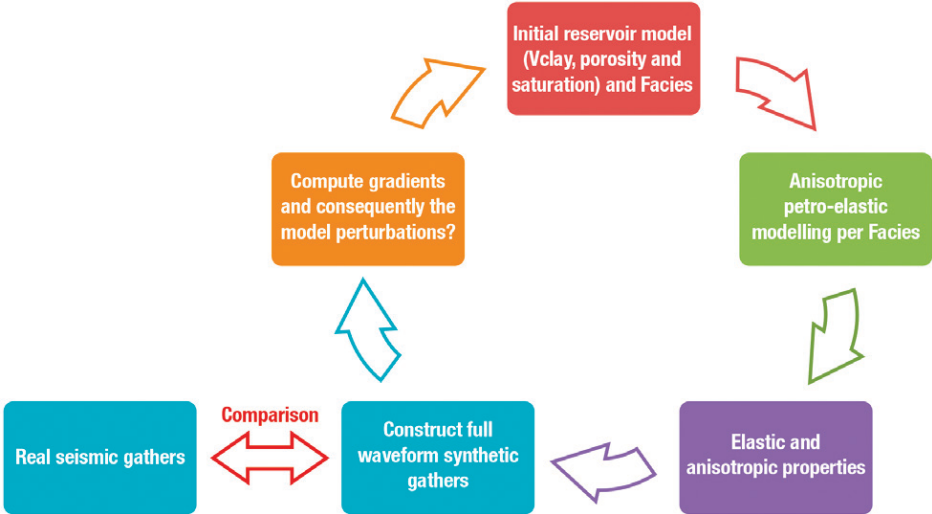 Initial reservoir model
(Vclay, porosity and
saturation) and Facies
Anisotropic
petro-elastic
modelling per Facies
Elastic and
anisotropic properties
Construct full
waveform synthetic
gathers
Comparison
Real seismic gathers
Compute gradients
and consequently the
model perturbations?